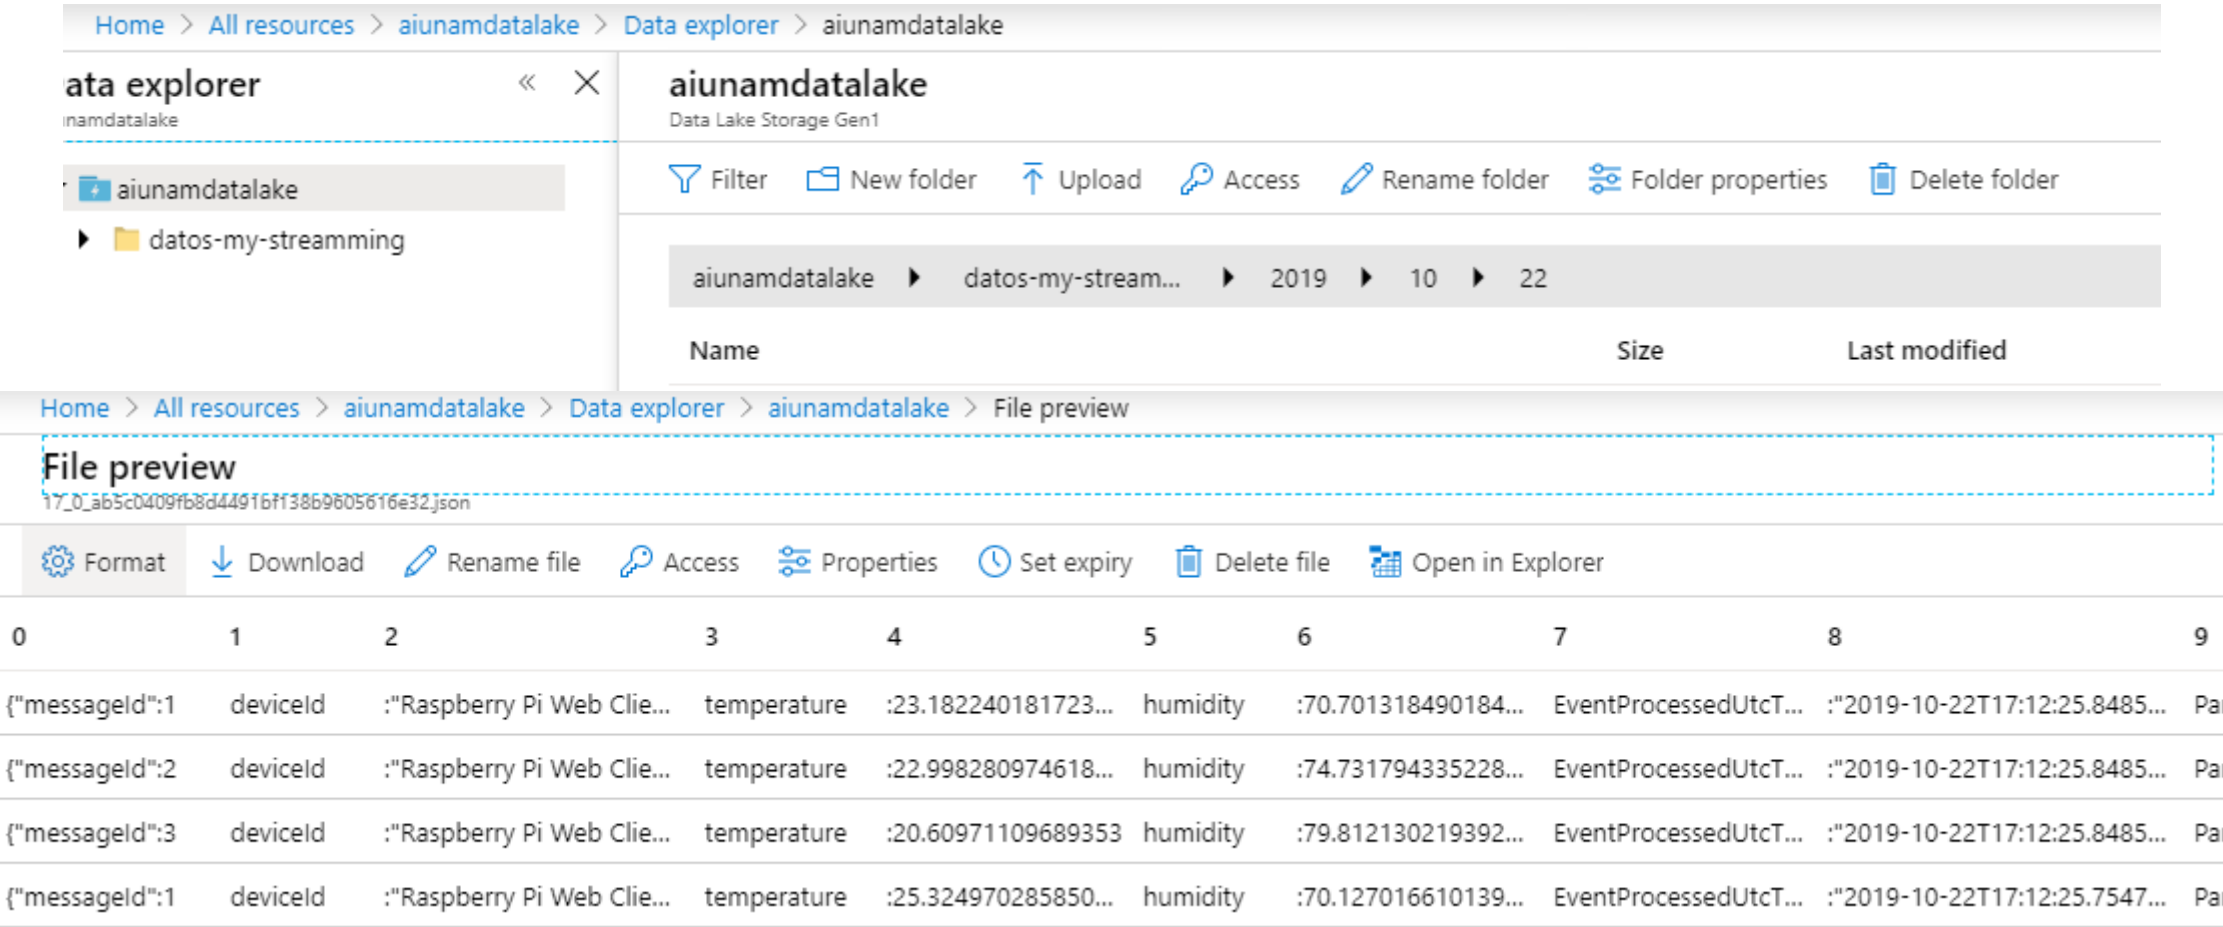 Home > All resources > aiunamdatalake > Data explorer > aiunamdatalake
ata explorer « ×
inamdatalake
aiunamdatalake
datos-my-streamming
aiunamdatalake
Data Lake Storage Gen1
Filter New folder Upload Access Rename folder Folder properties Delete folder
aiunamdatalake datos-my-stream... 2019 10 22
Name Size Last modified
Home > All resources > aiunamdatalake > Data explorer > aiunamdatalake > File preview
File preview
17_0_ab5c0409fb8d4491bf138b9605616e32.json
Format Download Rename file Access Properties Set expiry Delete file Open in Explorer
0 1 2 3 4 5 6 7 8 9
{"messageId":1 deviceId :"Raspberry Pi Web Clie... temperature :23.182240181723... humidity :70.701318490184... EventProcessedUtcT... :"2019-10-22T17:12:25.8485... Pa
{"messageId":2 deviceId :"Raspberry Pi Web Clie... temperature :22.998280974618... humidity :74.731794335228... EventProcessedUtcT... :"2019-10-22T17:12:25.8485... Pa
{"messageId":3 deviceId :"Raspberry Pi Web Clie... temperature :20.60971109689353 humidity :79.812130219392... EventProcessedUtcT... :"2019-10-22T17:12:25.8485... Pa
{"messageId":1 deviceId :"Raspberry Pi Web Clie... temperature :25.324970285850... humidity :70.127016610139... EventProcessedUtcT... :"2019-10-22T17:12:25.7547... Pa